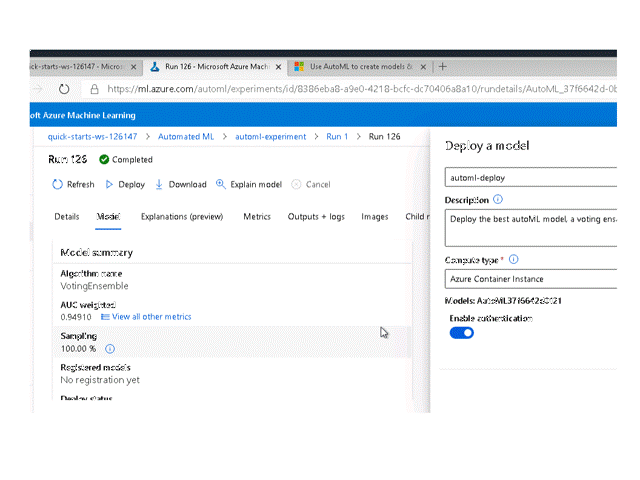 ick-starts-ws-126147 - Micros
Run 126 - Microsoft Azure Machi
Use AutoML to create models &
https://ml.azure.com/automl/experiments/id/8386eba8-a9e0-4218-bcfc-dc70406a8a10/rundetails/AutoML_37f6642d-0b
oft Azure Machine Learning
quick-starts-ws-126147 > Automated ML > automl-experiment > Run 1 > Run 126
Run 126 Completed
Refresh Deploy Download Explain model Cancel
Details Model Explanations (preview) Metrics Outputs + logs Images Child r
Model summary
Algorithm name
VotingEnsemble
AUC weighted
0.94910 View all other metrics
Sampling
100.00 %
Registered models
No registration yet
Deploy status
Deploy a model
automl-deploy
Description
Deploy the best autoML model, a voting ens
Compute type *
Azure Container Instance
Models:
Enable authentication